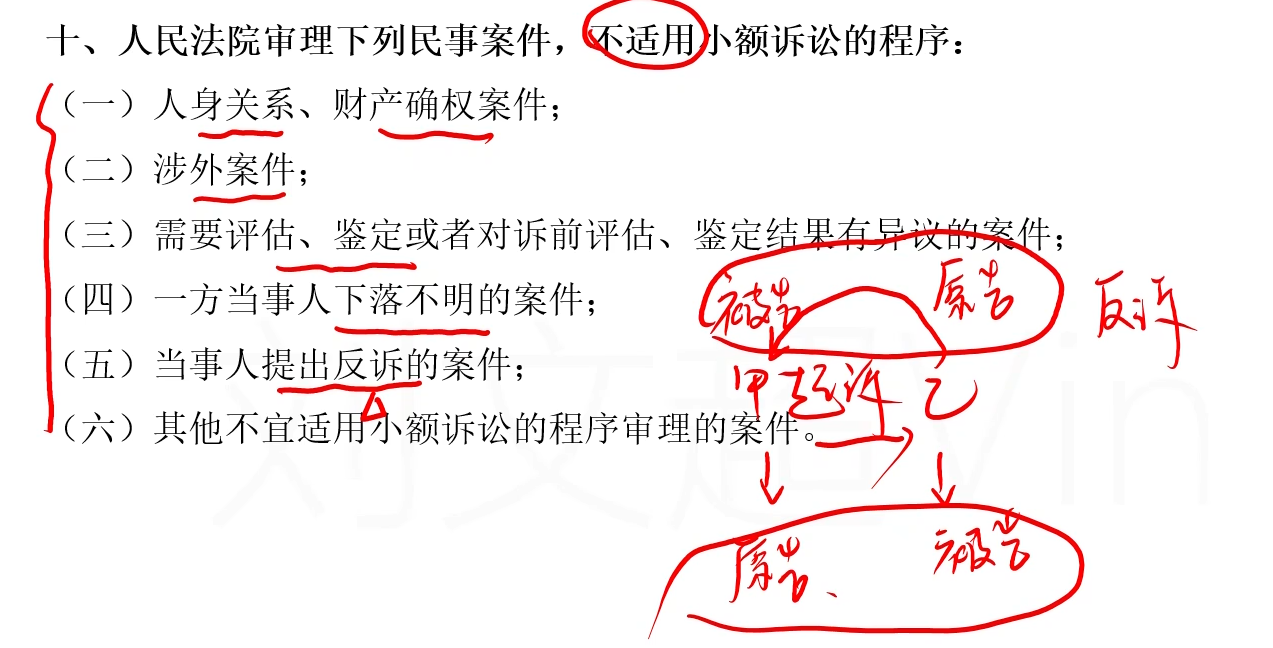 十、人民法院审理下列民事案件，不适用小额诉讼的程序：
（一）人身关系、财产确权案件；
（二）涉外案件；
（三）需要评估、鉴定或者对诉前评估、鉴定结果有异议的案件；
（四）一方当事人下落不明的案件；
被告 原告 反诉
（五）当事人提出反诉的案件；
甲起诉乙
（六）其他不宜适用小额诉讼的程序审理的案件。
原告、 被告